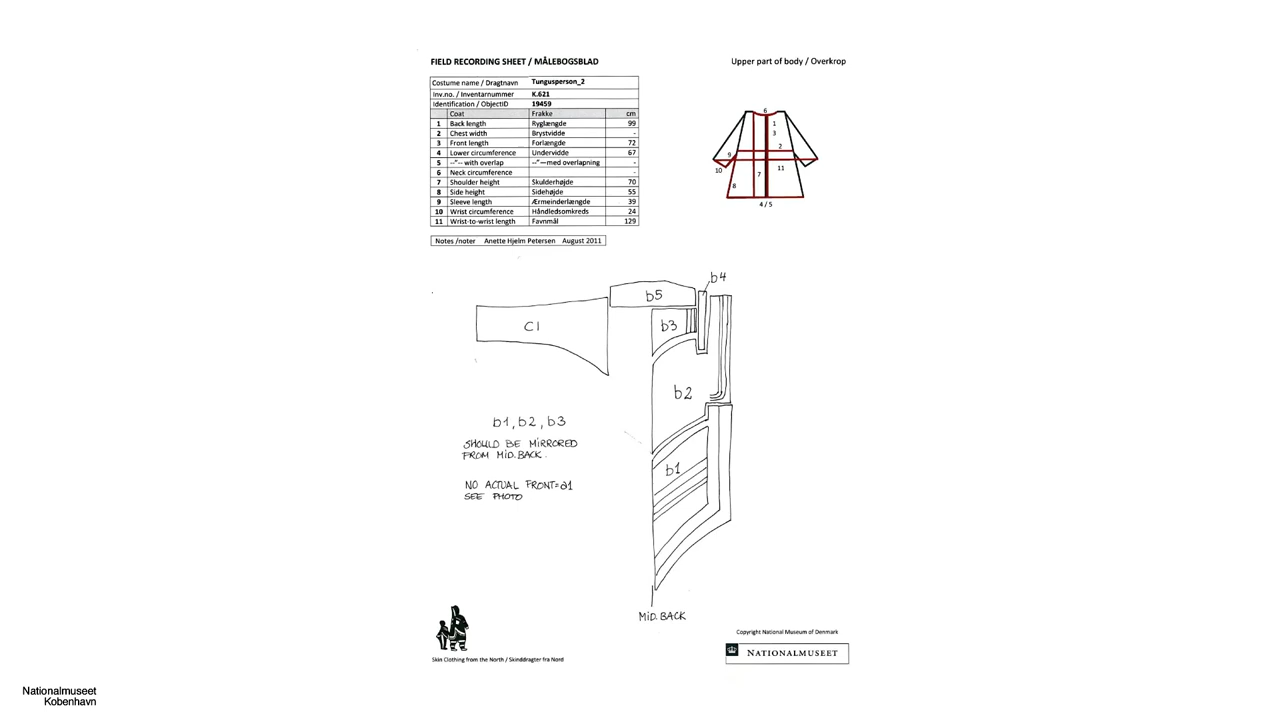 FIELD RECORDING SHEET / MÅLEBOGSBLAD
Upper part of body / Overkrop
Costume name / Dragtnavn Tungusperson_2
Inv.no. / Inventarnummer K.621
Identification / ObjectID 19459
Coat Frakke cm
1 Back length Ryglængde 99
2 Chest width Brystvidde -
3 Front length Forlængde 72
4 Lower circumference Undervidde 67
5 --"-- with overlap --"—med overlapning -
6 Neck circumference -
7 Shoulder height Skulderhøjde 70
8 Side height Sidehøjde 55
9 Sleeve length Ærmeinderlængde 39
10 Wrist circumference Håndledsomkreds 24
11 Wrist-to-wrist length Favnmål 129
Notes /noter Anette Hjelm Petersen August 2011
6
1
3
2
9
10
11
7
8
4 / 5
b4
b5
C1
b3
b2
b1, b2, b3
SHOULD BE MIRRORED
FROM MID.BACK.
b1
NO ACTUAL FRONT=a1
SEE PHOTO
MID. BACK
Copyright National Museum of Denmark
NATIONALMUSEET
Skin Clothing from the North / Skinddragter fra Nord
Nationalmuseet
Kobenhavn